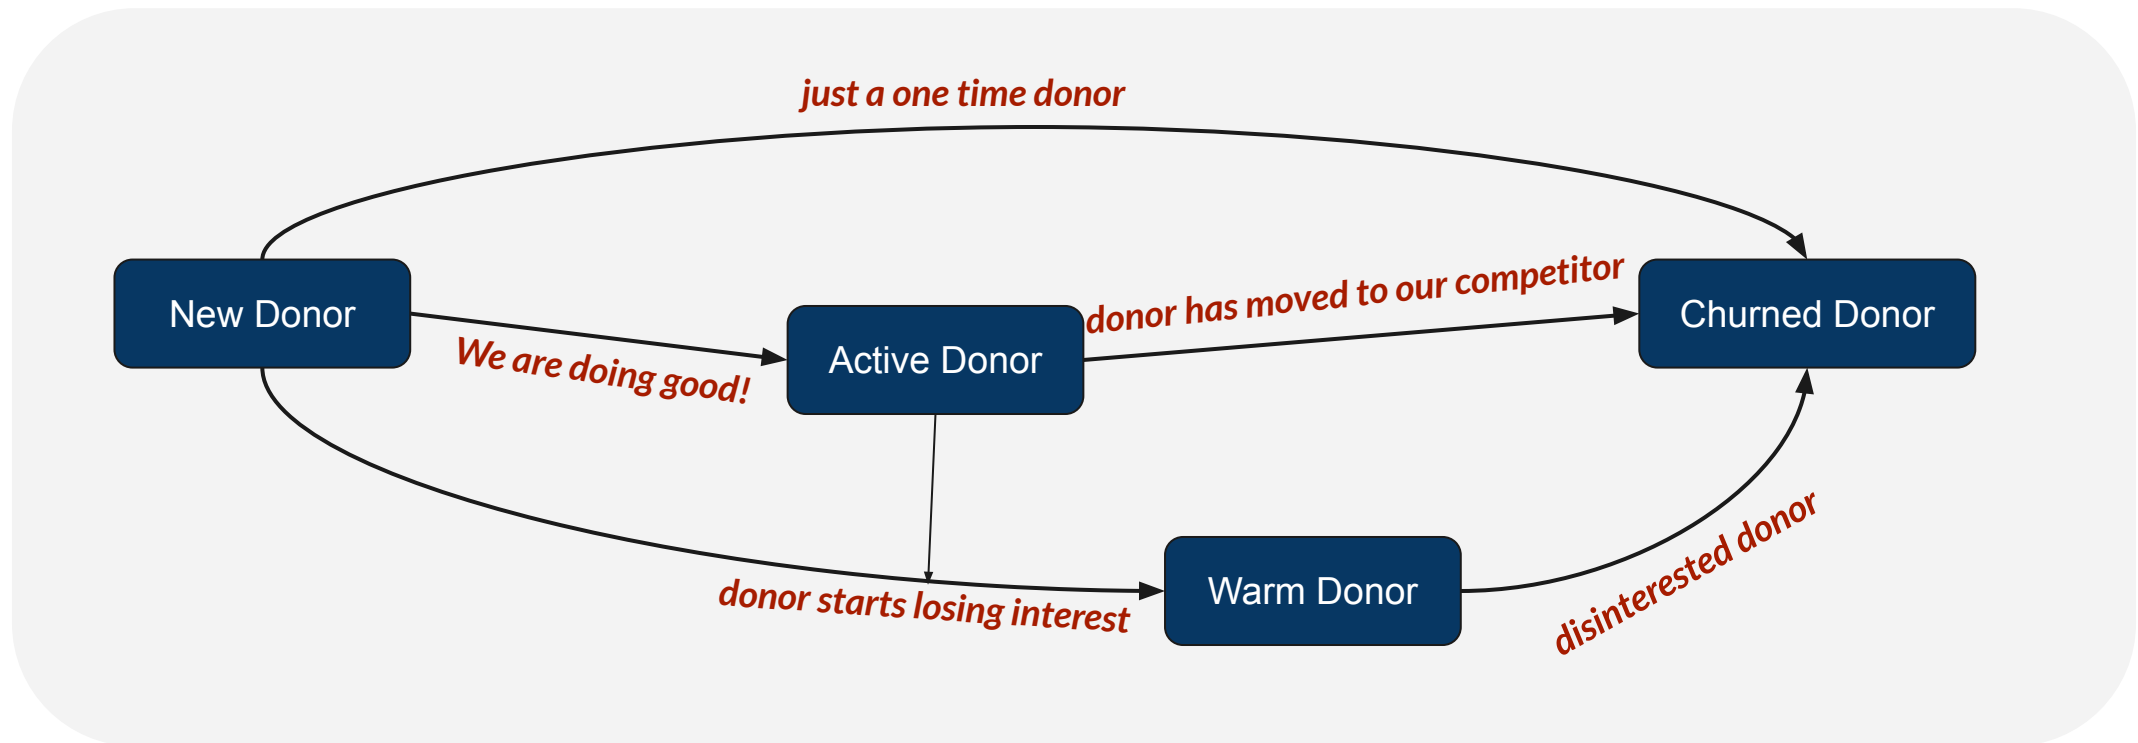 just a one time donor
donor has moved to our competitor
New Donor
Churned Donor
Active Donor
We are doing good!
Warm Donor
donor starts losing interest
disinterested donor